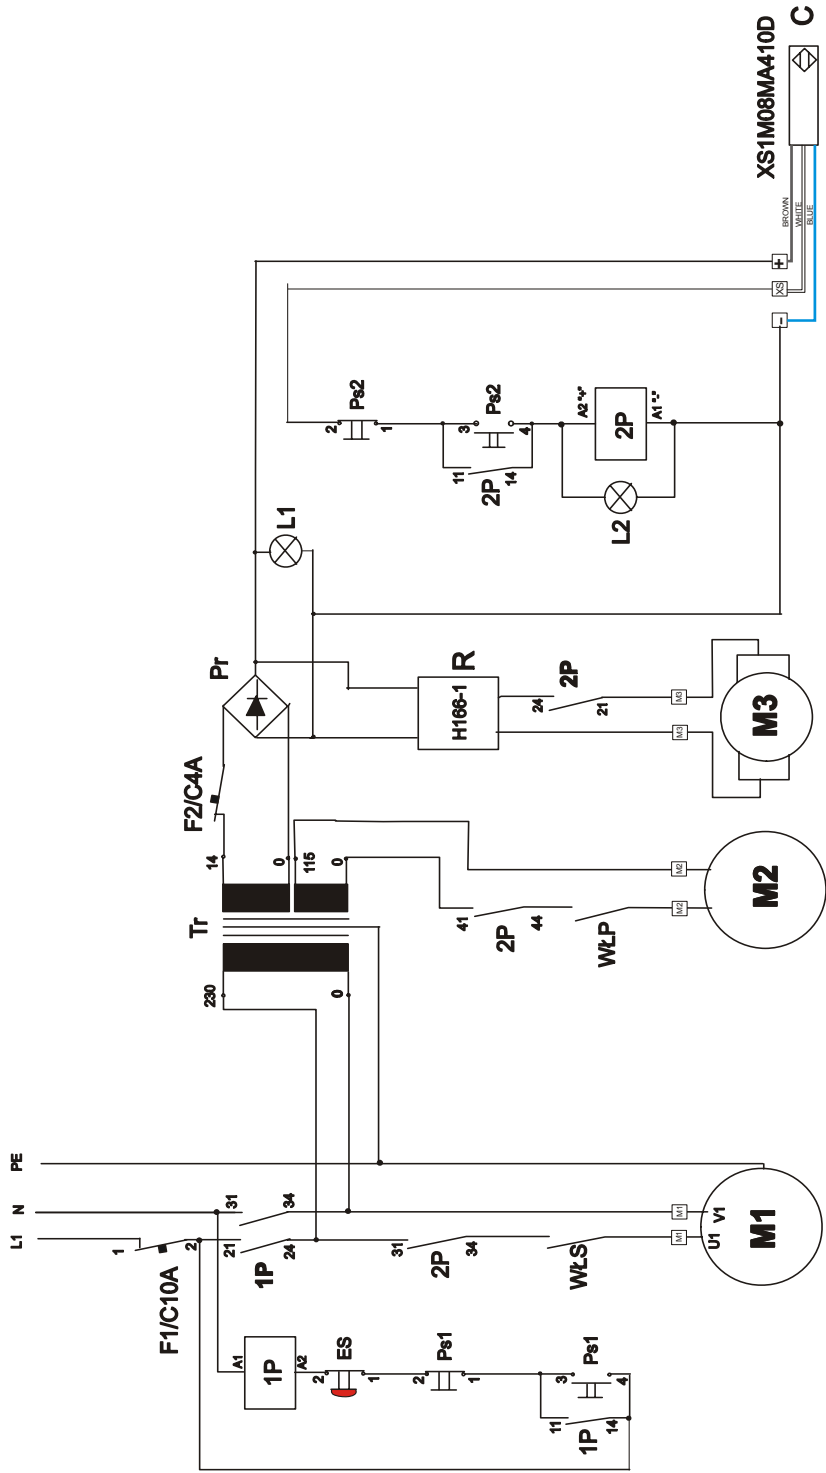 L1
N
PE
1
F1/C10A
2
21
1P
24
31
34
31
2P
34
WŁS
M1
M1
U1
V1
M1
A1
1P
A2
2
ES
1
2
Ps1
1
3
Ps1
4
11
1P
14
Tr
230
0
14
0
115
0
F2/C4A
Pr
L1
41
2P
44
WŁP
M2
M2
M2
H166-1
R
24
2P
21
M3
M3
M3
2
Ps2
1
3
Ps2
4
11
2P
14
A2 "+"
2P
A1 "-"
L2
+
XS
-
BROWN
WHITE
BLUE
XS1M08MA410D
C